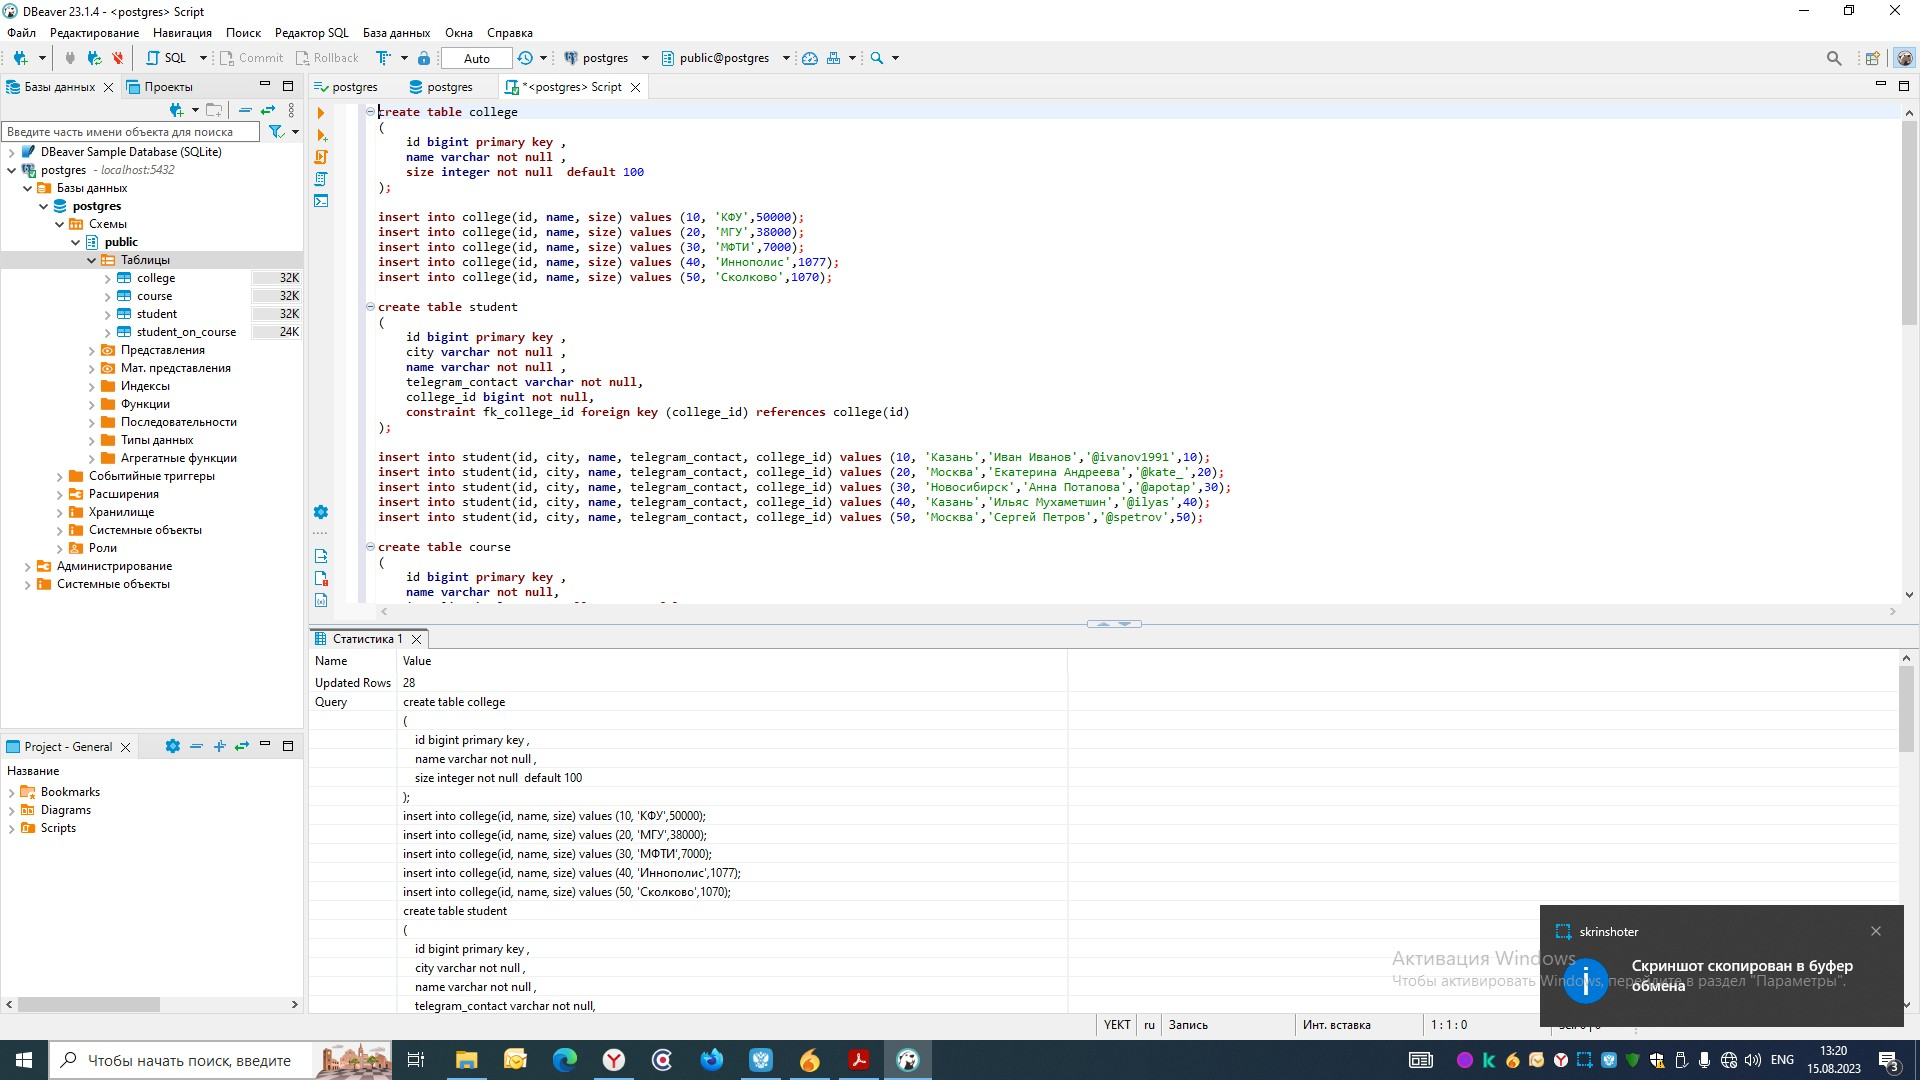 DBeaver 23.1.4 - <postgres> Script
Файл Редактирование Навигация Поиск Редактор SQL База данных Окна Справка
SQL Commit Rollback Auto postgres public@postgres
Базы данных Проекты
postgres postgres *<postgres> Script
Введите часть имени объекта для поиска
DBeaver Sample Database (SQLite)
postgres - localhost:5432
Базы данных
postgres
Схемы
public
Таблицы
college 32K
course 32K
student 32K
student_on_course 24K
Представления
Мат. представления
Индексы
Функции
Последовательности
Типы данных
Агрегатные функции
Событийные триггеры
Расширения
Хранилище
Системные объекты
Роли
Администрирование
Системные объекты
create table college
(
id bigint primary key ,
name varchar not null ,
size integer not null  default 100
);
insert into college(id, name, size) values (10, 'КФУ',50000);
insert into college(id, name, size) values (20, 'МГУ',38000);
insert into college(id, name, size) values (30, 'МФТИ',7000);
insert into college(id, name, size) values (40, 'Иннополис',1077);
insert into college(id, name, size) values (50, 'Сколково',1070);
create table student
(
id bigint primary key ,
city varchar not null ,
name varchar not null ,
telegram_contact varchar not null,
college_id bigint not null,
constraint fk_college_id foreign key (college_id) references college(id)
);
insert into student(id, city, name, telegram_contact, college_id) values (10, 'Казань','Иван Иванов','@ivanov1991',10);
insert into student(id, city, name, telegram_contact, college_id) values (20, 'Москва','Екатерина Андреева','@kate_',20);
insert into student(id, city, name, telegram_contact, college_id) values (30, 'Новосибирск','Анна Потапова','@apotap',30);
insert into student(id, city, name, telegram_contact, college_id) values (40, 'Казань','Ильяс Мухаметшин','@ilyas',40);
insert into student(id, city, name, telegram_contact, college_id) values (50, 'Москва','Сергей Петров','@spetrov',50);
create table course
(
id bigint primary key ,
name varchar not null,
Статистика 1
Name Value
Updated Rows 28
Query create table college
(
id bigint primary key ,
name varchar not null ,
size integer not null  default 100
);
insert into college(id, name, size) values (10, 'КФУ',50000);
insert into college(id, name, size) values (20, 'МГУ',38000);
insert into college(id, name, size) values (30, 'МФТИ',7000);
insert into college(id, name, size) values (40, 'Иннополис',1077);
insert into college(id, name, size) values (50, 'Сколково',1070);
create table student
(
id bigint primary key ,
city varchar not null ,
name varchar not null ,
telegram_contact varchar not null,
Project - General
Название
Bookmarks
Diagrams
Scripts
Активация Windows
Чтобы активировать Windows, перейдите в раздел "Параметры".
skrinshoter
Скриншот скопирован в буфер
обмена
YEKT ru Запись Инт. вставка 1 : 1 : 0
Чтобы начать поиск, введите
ENG
13:20
15.08.2023
3